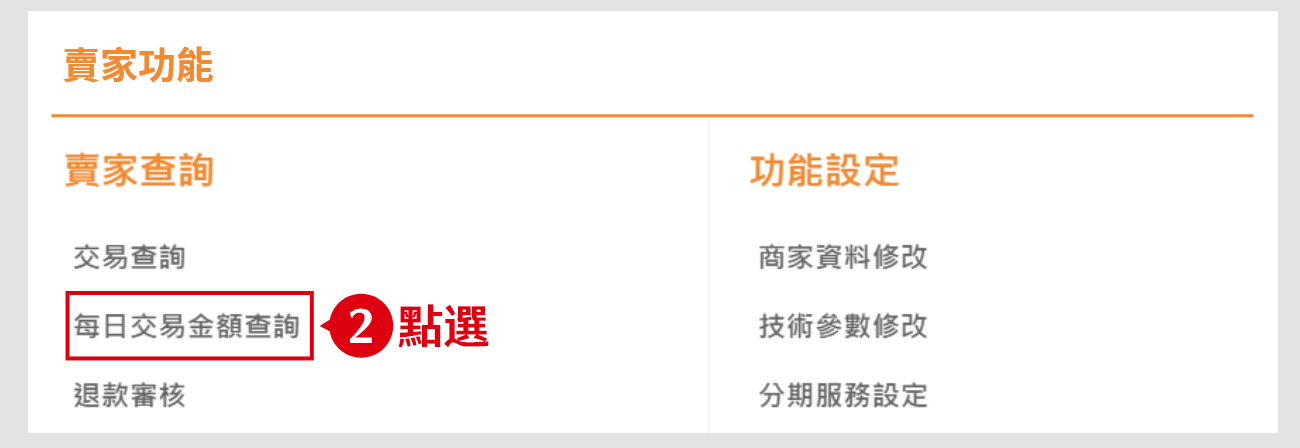 賣家功能
賣家查詢
交易查詢
每日交易金額查詢
2 點選
退款審核
功能設定
商家資料修改
技術參數修改
分期服務設定